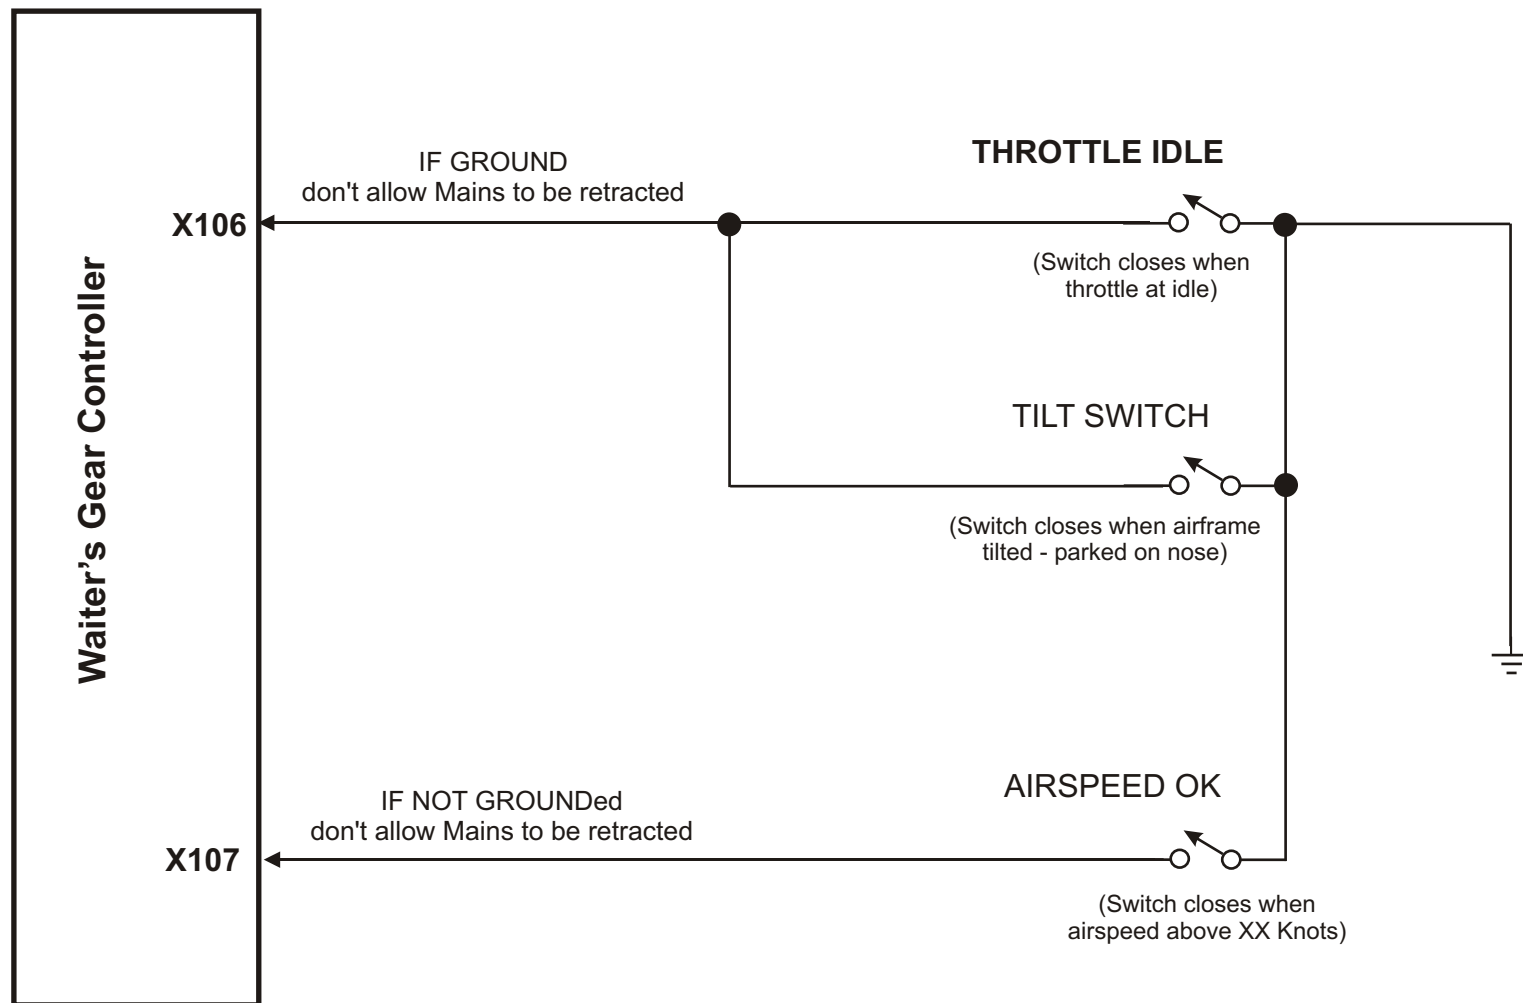 THROTTLE IDLE
IF GROUND
don't allow Mains to be retracted
X106
(Switch closes when
throttle at idle)
Waiter's Gear Controller
TILT SWITCH
(Switch closes when airframe
tilted - parked on nose)
AIRSPEED OK
IF NOT GROUNDed
don't allow Mains to be retracted
X107
(Switch closes when
airspeed above XX Knots)